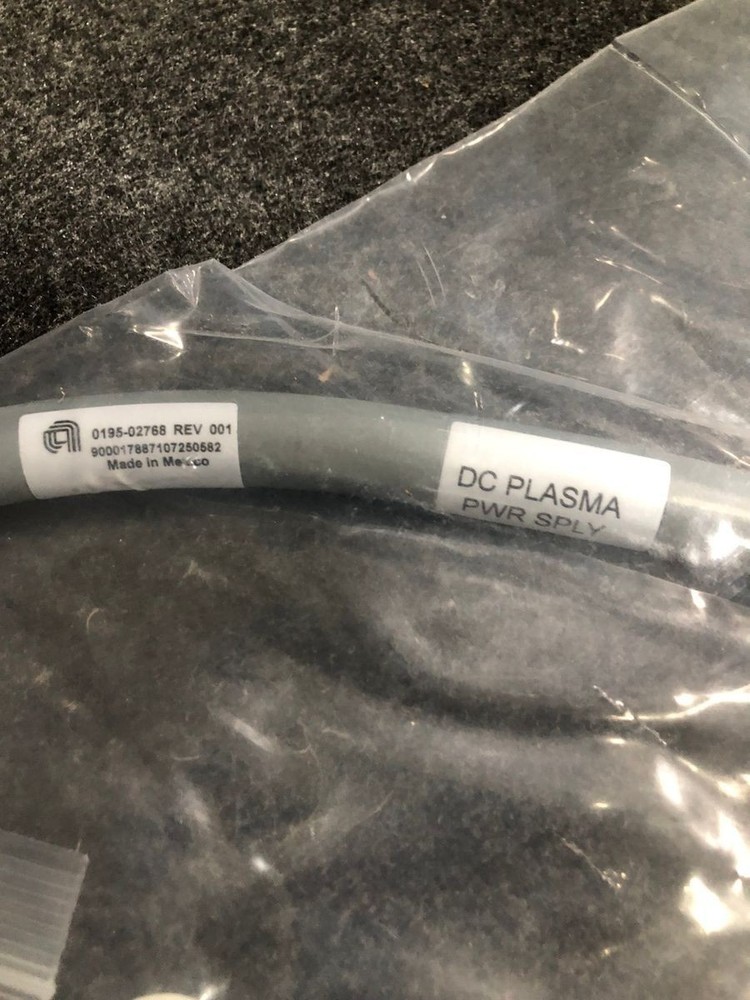 0195-02768 REV 001
900017887107250582
Made in Mexico
DC PLASMA
PWR SPLY